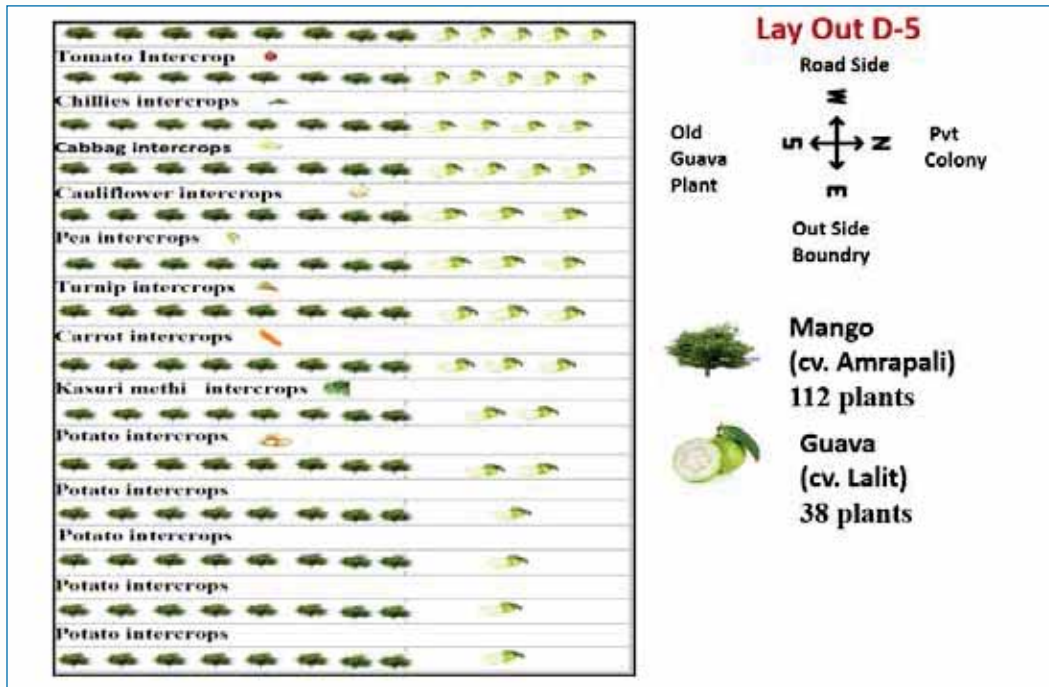 Tomato Intercrop
Chillies intercrops
Cabbag intercrops
Cauliflower intercrops
Pea intercrops
Turnip intercrops
Carrot intercrops
Kasuri methi intercrops
Potato intercrops
Potato intercrops
Potato intercrops
Potato intercrops
Potato intercrops
Lay Out D-5
Road Side
W
Old
Guava
Plant
S
N
Pvt
Colony
E
Out Side
Boundry
Mango
(cv. Amrapali)
112 plants
Guava
(cv. Lalit)
38 plants